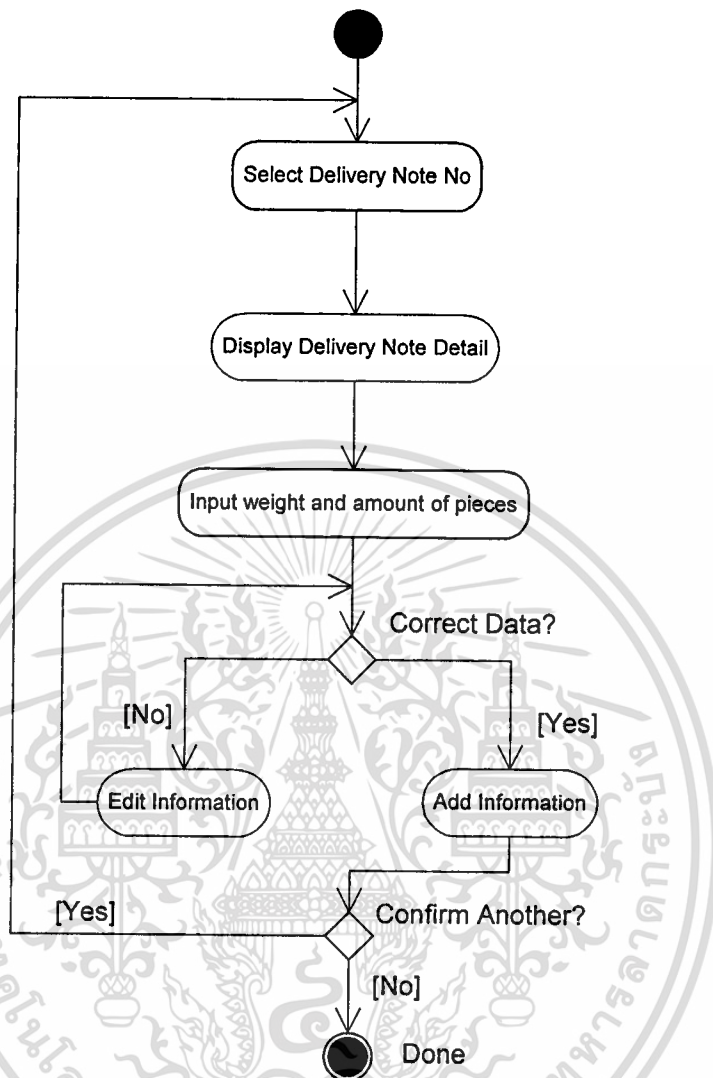 Select Delivery Note No
Display Delivery Note Detail
Input weight and amount of pieces
Correct Data?
[No]
[Yes]
Edit Information
Add Information
[Yes]
Confirm Another?
[No]
Done